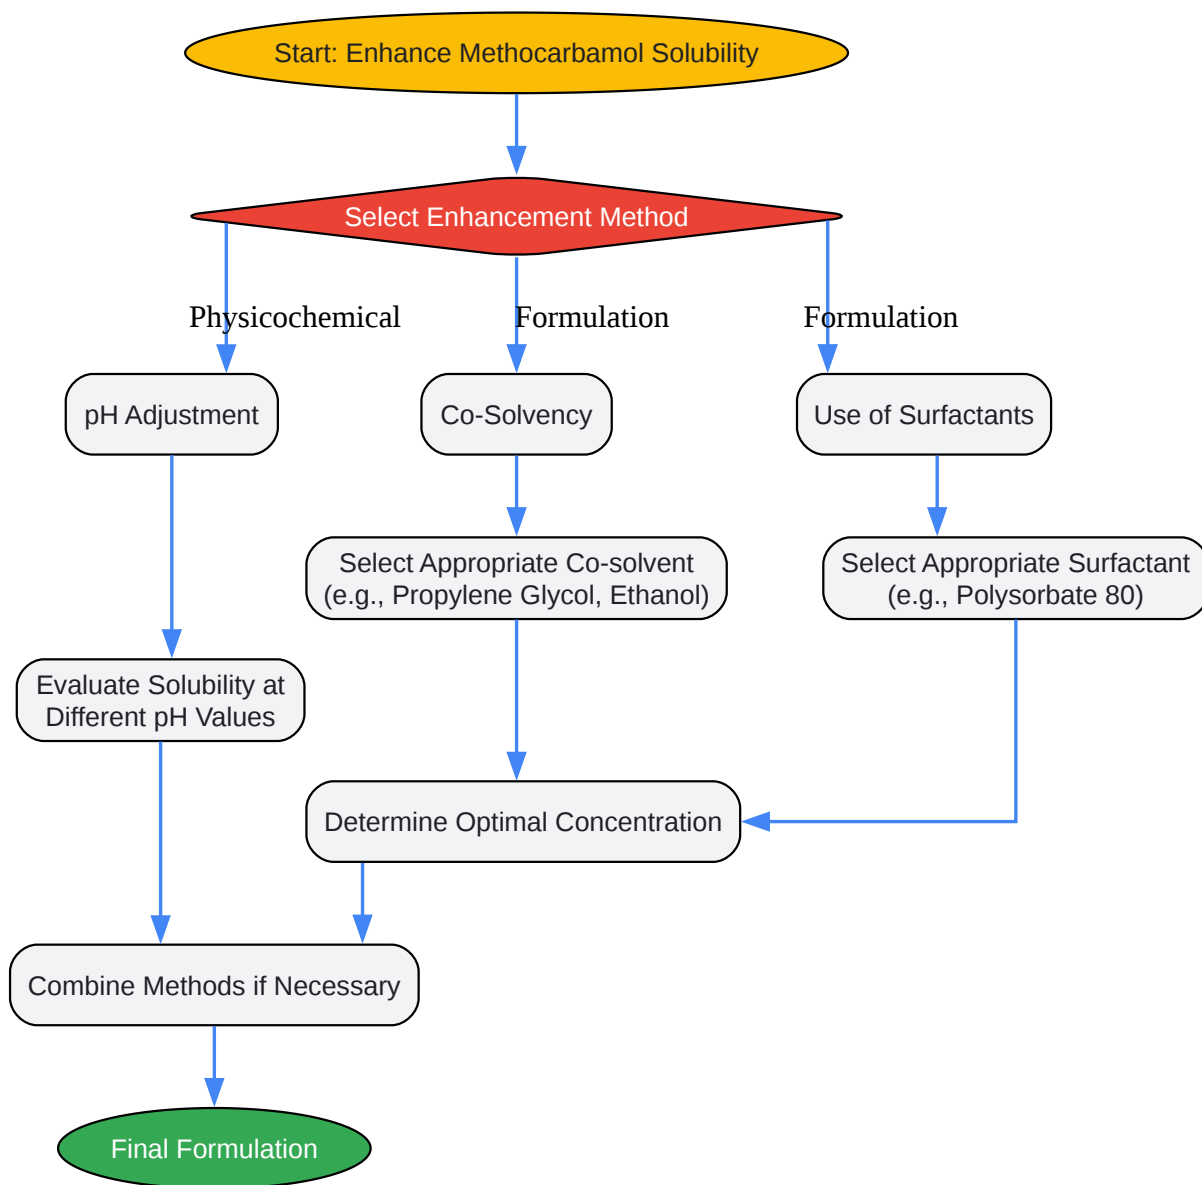 Start: Enhance Methocarbamol Solubility
Select Enhancement Method
Physicochemical
Formulation
Formulation
pH Adjustment
Co-Solvency
Use of Surfactants
Select Appropriate Co-solvent
(e.g., Propylene Glycol, Ethanol)
Select Appropriate Surfactant
(e.g., Polysorbate 80)
Evaluate Solubility at
Different pH Values
Determine Optimal Concentration
Combine Methods if Necessary
Final Formulation